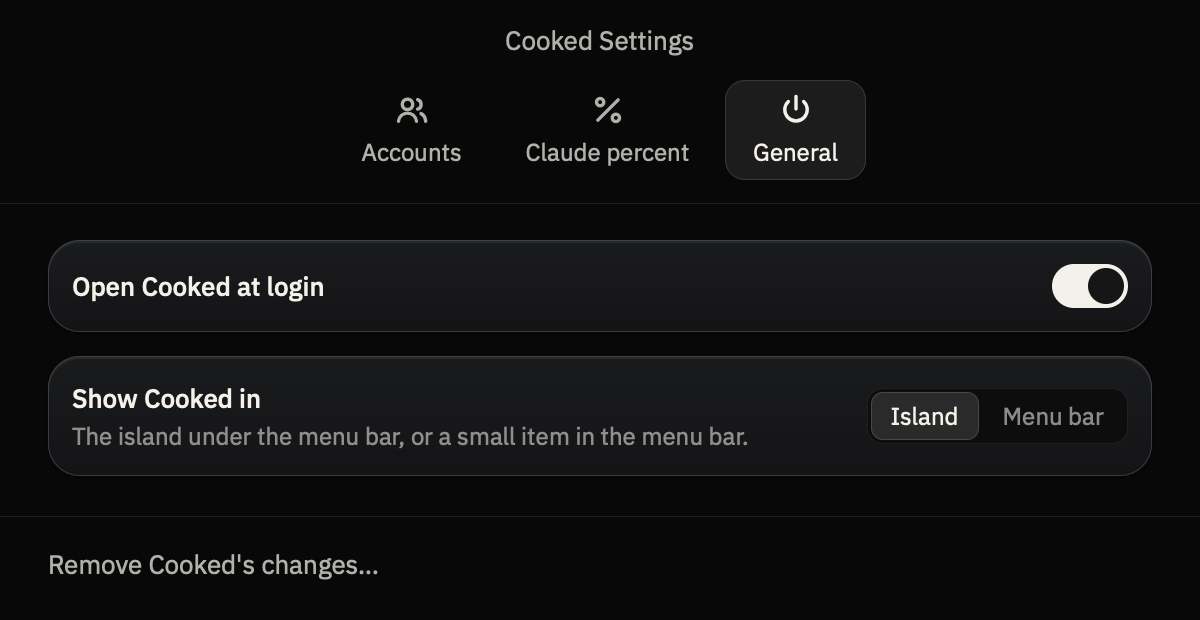 Cooked Settings
Accounts
Claude percent
General
Open Cooked at login
Show Cooked in
The island under the menu bar, or a small item in the menu bar.
Island
Menu bar
Remove Cooked's changes...